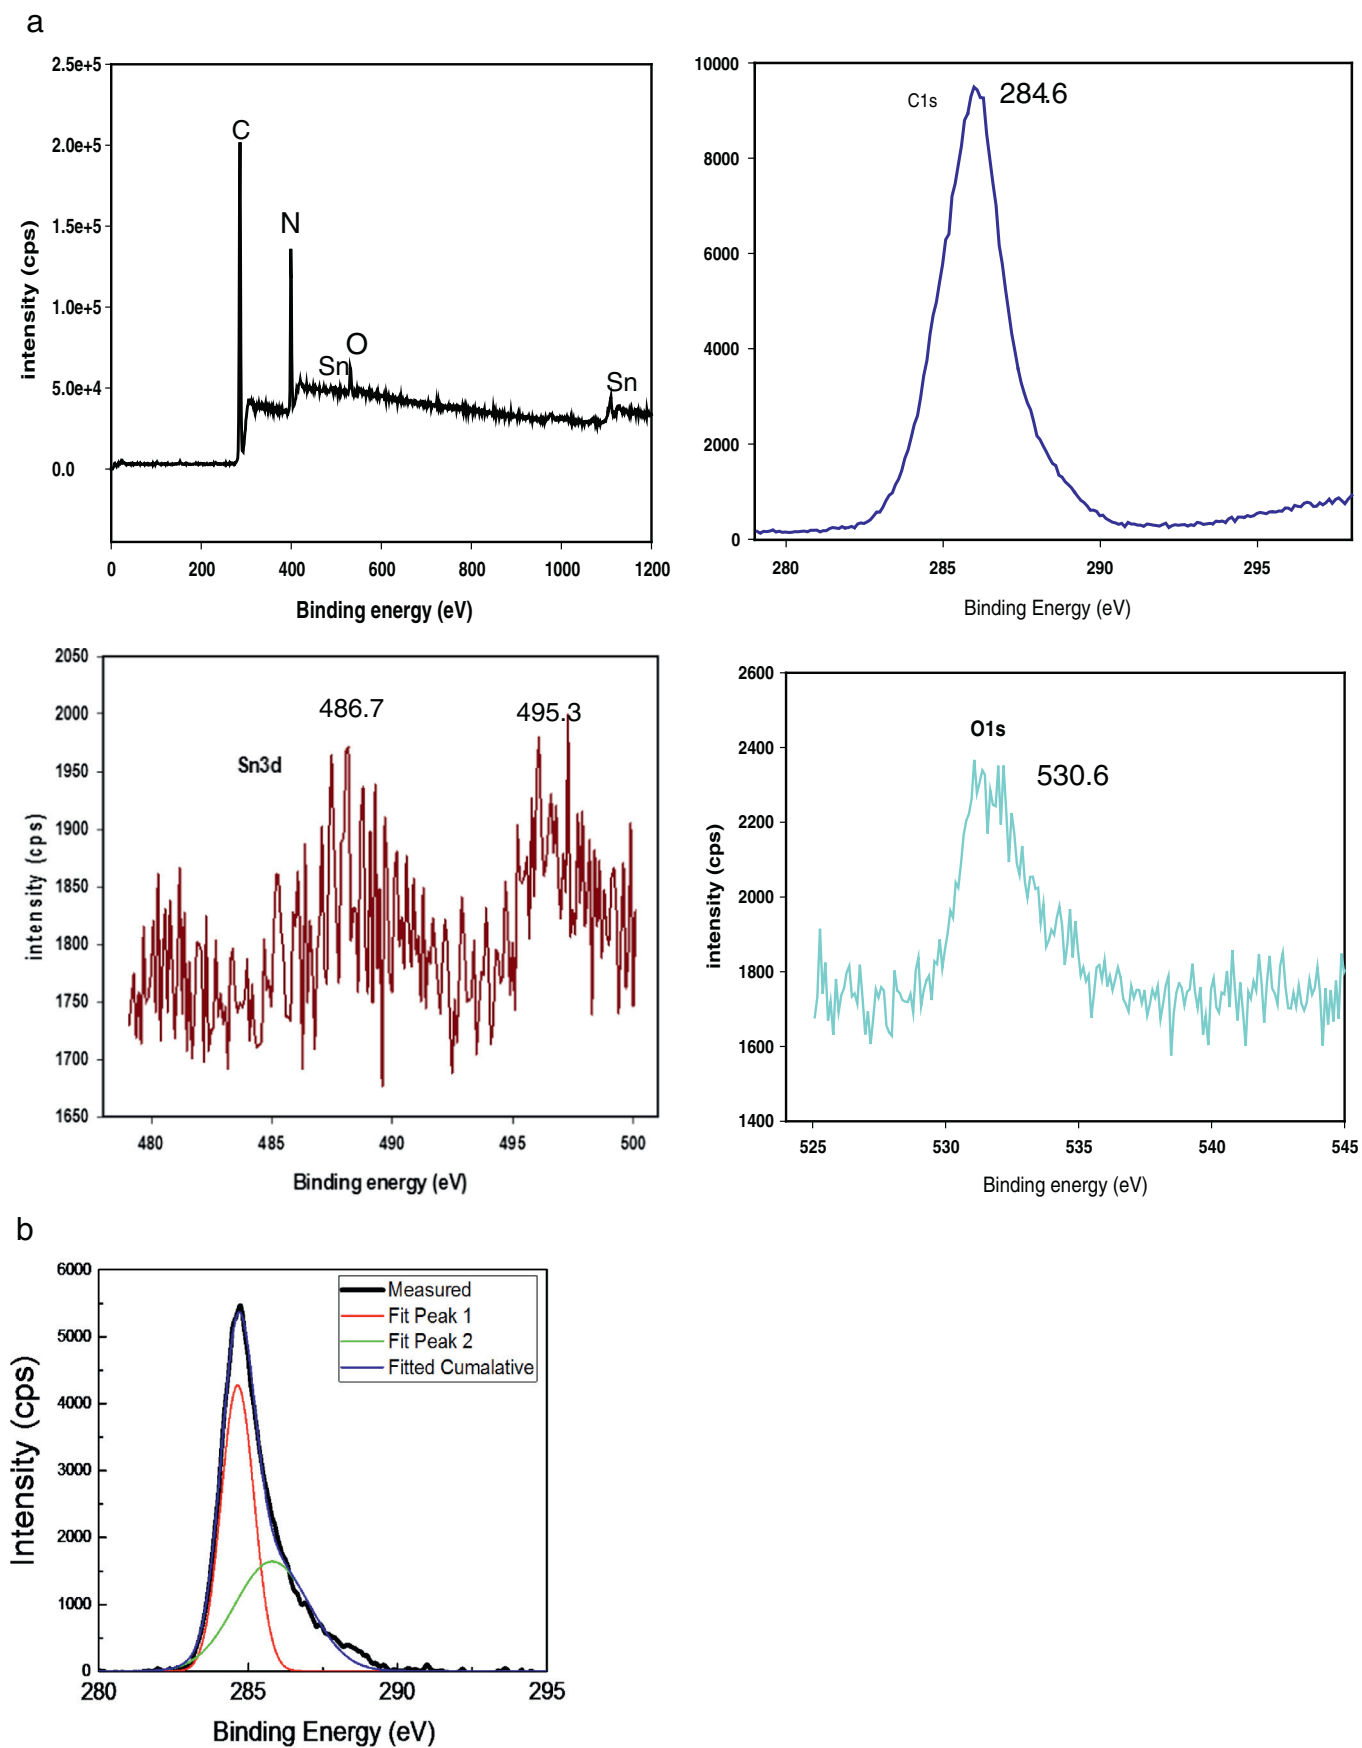 a
2.5e+5
2.0e+5
1.5e+5
1.0e+5
5.0e+4
0.0
intensity (cps)
C
N
Sn
O
Sn
0 200 400 600 800 1000 1200
Binding energy (eV)
10000
8000
6000
4000
2000
0
C1s
284.6
280 285 290 295
Binding Energy (eV)
2050
2000
1950
1900
1850
1800
1750
1700
1650
intensity (cps)
486.7
495.3
Sn3d
480 485 490 495 500
Binding energy (eV)
2600
2400
2200
2000
1800
1600
1400
intensity (cps)
O1s
530.6
525 530 535 540 545
Binding energy (eV)
b
6000
5000
4000
3000
2000
1000
0
Intensity (cps)
Measured
Fit Peak 1
Fit Peak 2
Fitted Cumalative
280 285 290 295
Binding Energy (eV)